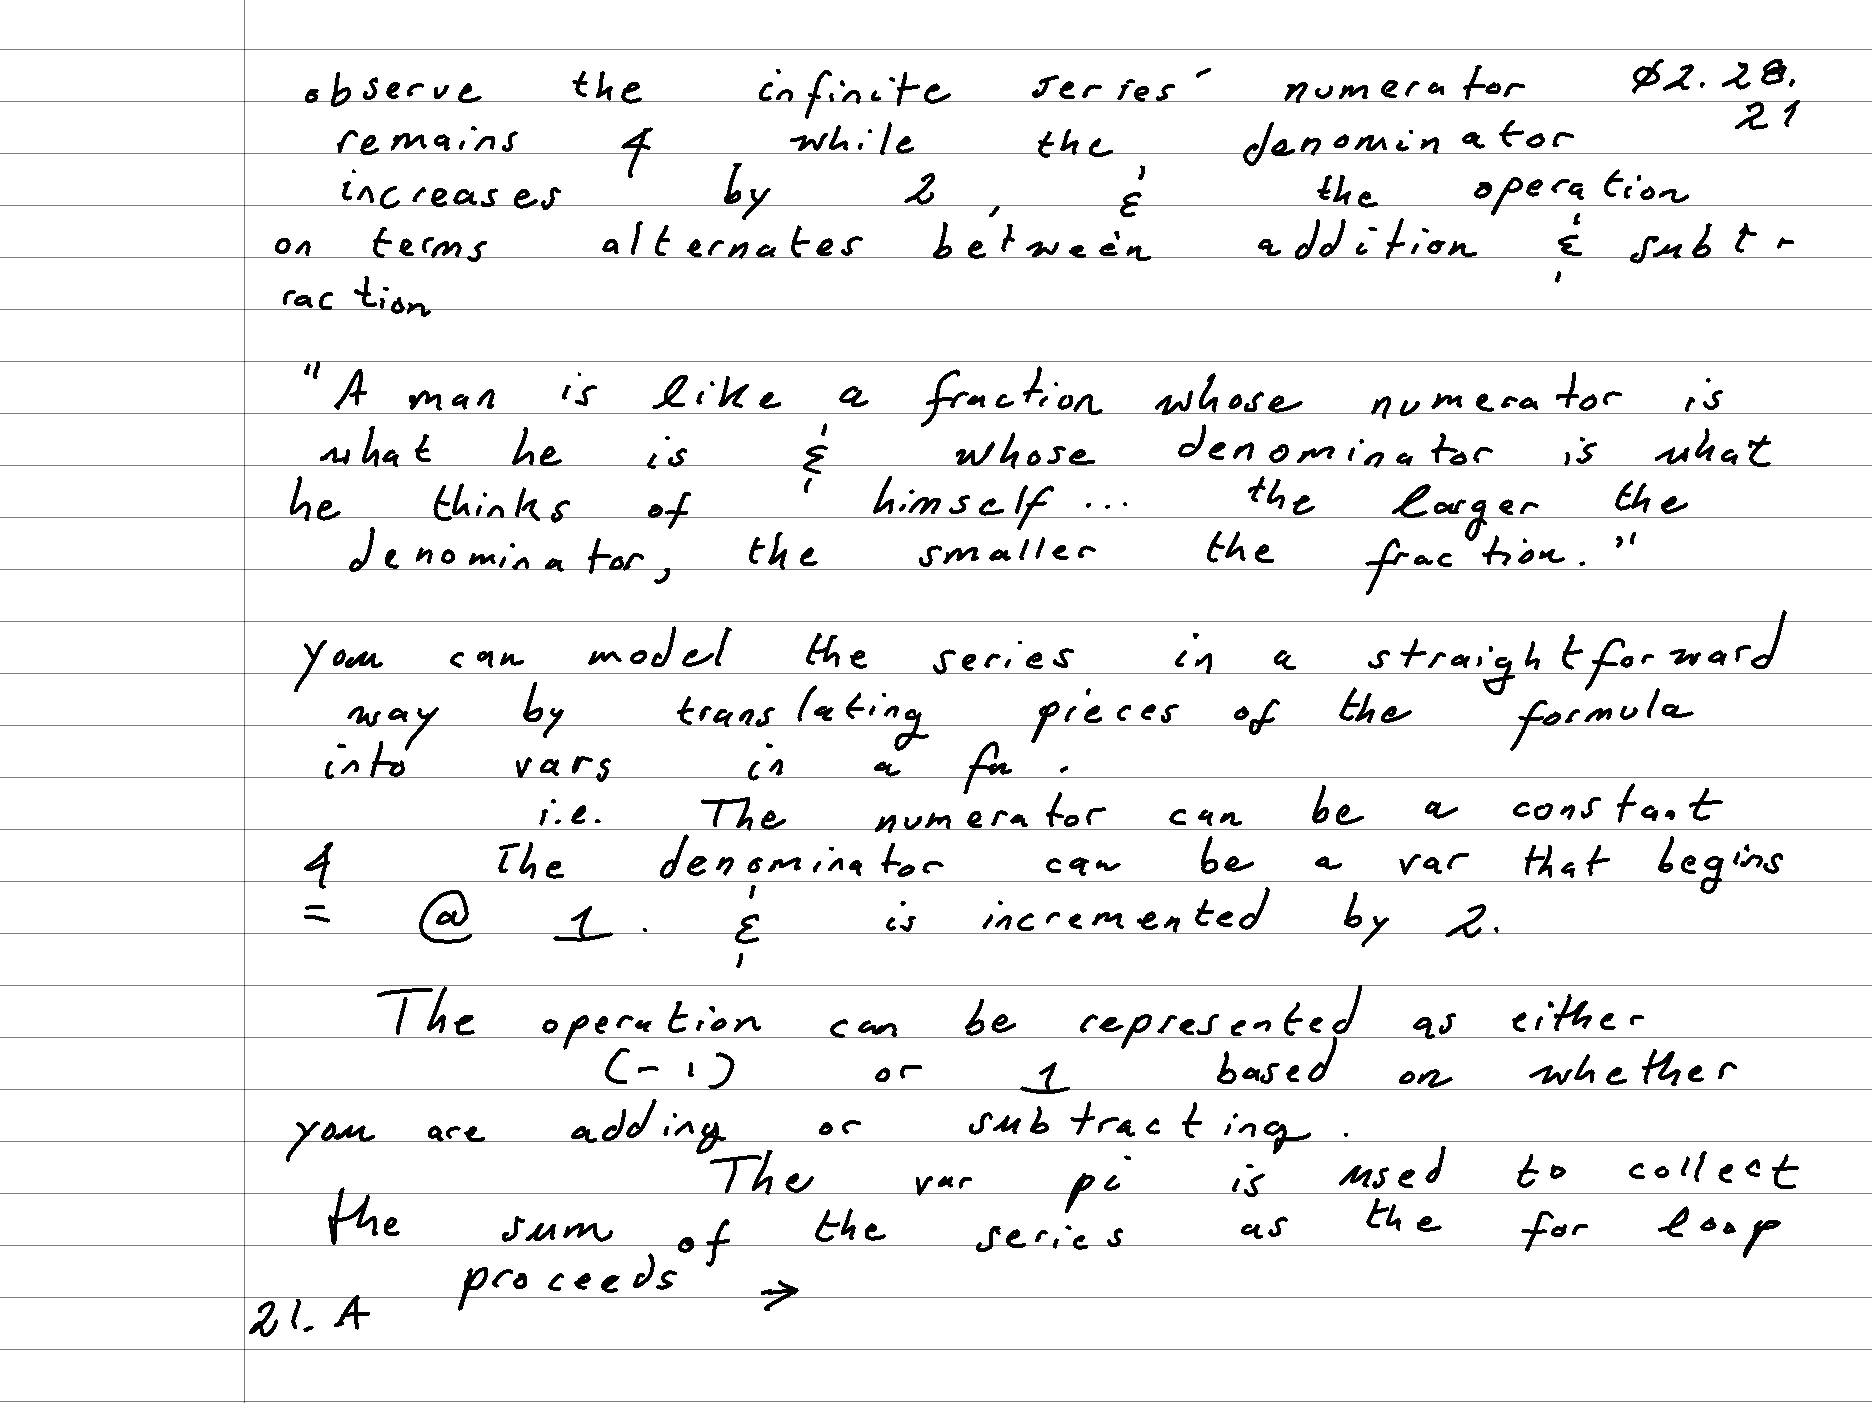 observe the infinite series' numerator ø2.28.
21
remains 4 while the denominator
increases by 2, & the operation
on terms alternates between addition & subt-
raction
"A man is like a fraction whose numerator is
what he is & whose denominator is what
he thinks of himself... the larger the
denominator, the smaller the fraction."
you can model the series in a straightforward
way by translating pieces of the formula
into vars in a fn.
i.e. The numerator can be a constant
4 The denominator can be a var that begins
= @ 1. & is incremented by 2.
The operation can be represented as either
(-1) or 1 based on whether
you are adding or subtracting.
The var pi is used to collect
the sum of the series as the for loop
proceeds →
21. A